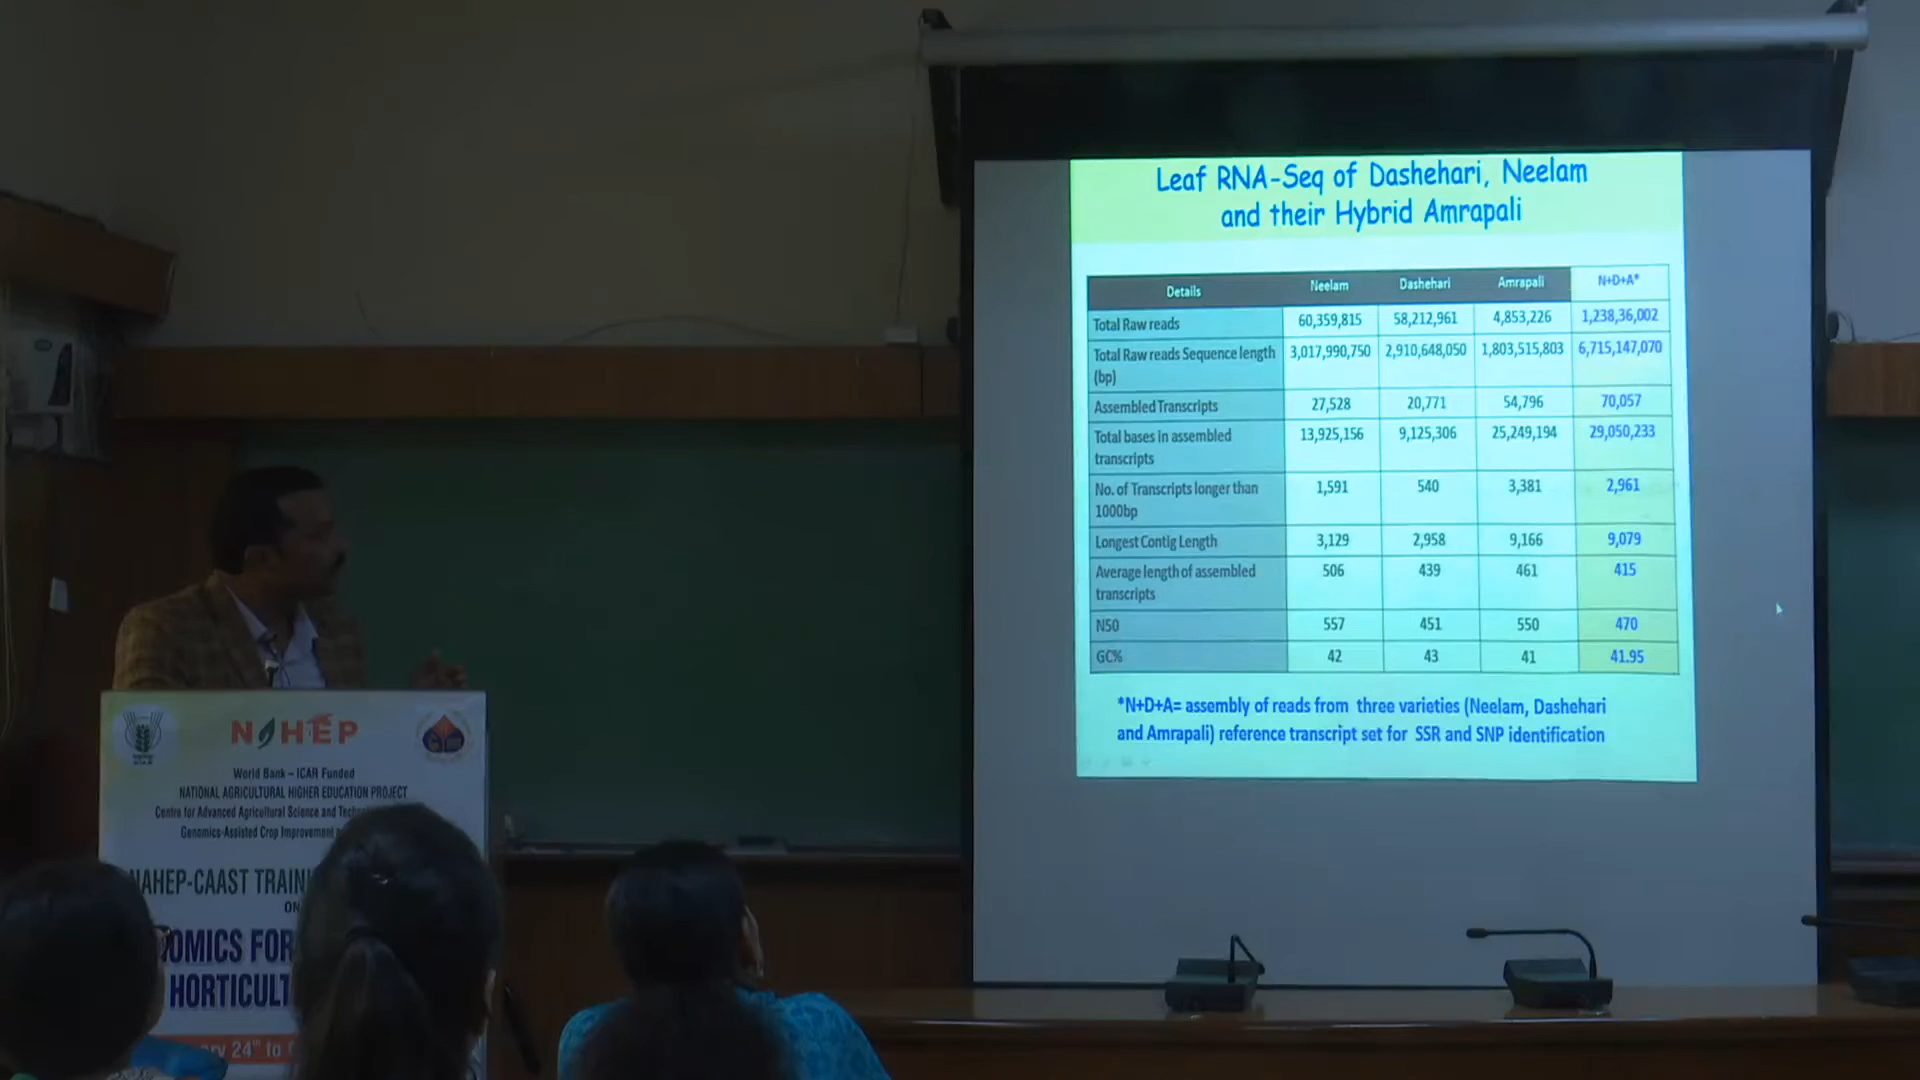 Leaf RNA-Seq of Dashehari, Neelam
and their Hybrid Amrapali
Details Neelam Dashehari Amrapali N+D+A*
Total Raw reads 60,359,815 58,212,961 4,853,226 1,238,36,002
Total Raw reads Sequence length
(bp) 3,017,990,750 2,910,648,050 1,803,515,803 6,715,147,070
Assembled Transcripts 27,528 20,771 54,796 70,057
Total bases in assembled
transcripts 13,925,156 9,125,306 25,249,194 29,050,233
No. of Transcripts longer than
1000bp 1,591 540 3,381 2,961
Longest Contig Length 3,129 2,958 9,166 9,079
Average length of assembled
transcripts 506 439 461 415
N50 557 451 550 470
GC% 42 43 41 41.95
*N+D+A= assembly of reads from three varieties (Neelam, Dashehari
and Amrapali) reference transcript set for SSR and SNP identification
NAHEP
World Bank – ICAR Funded
NATIONAL AGRICULTURAL HIGHER EDUCATION PROJECT
Centre for Advanced Agricultural Science and
Genomics-Assisted Crop Improvement
NAHEP-CAAST
ON
FOR
24th to